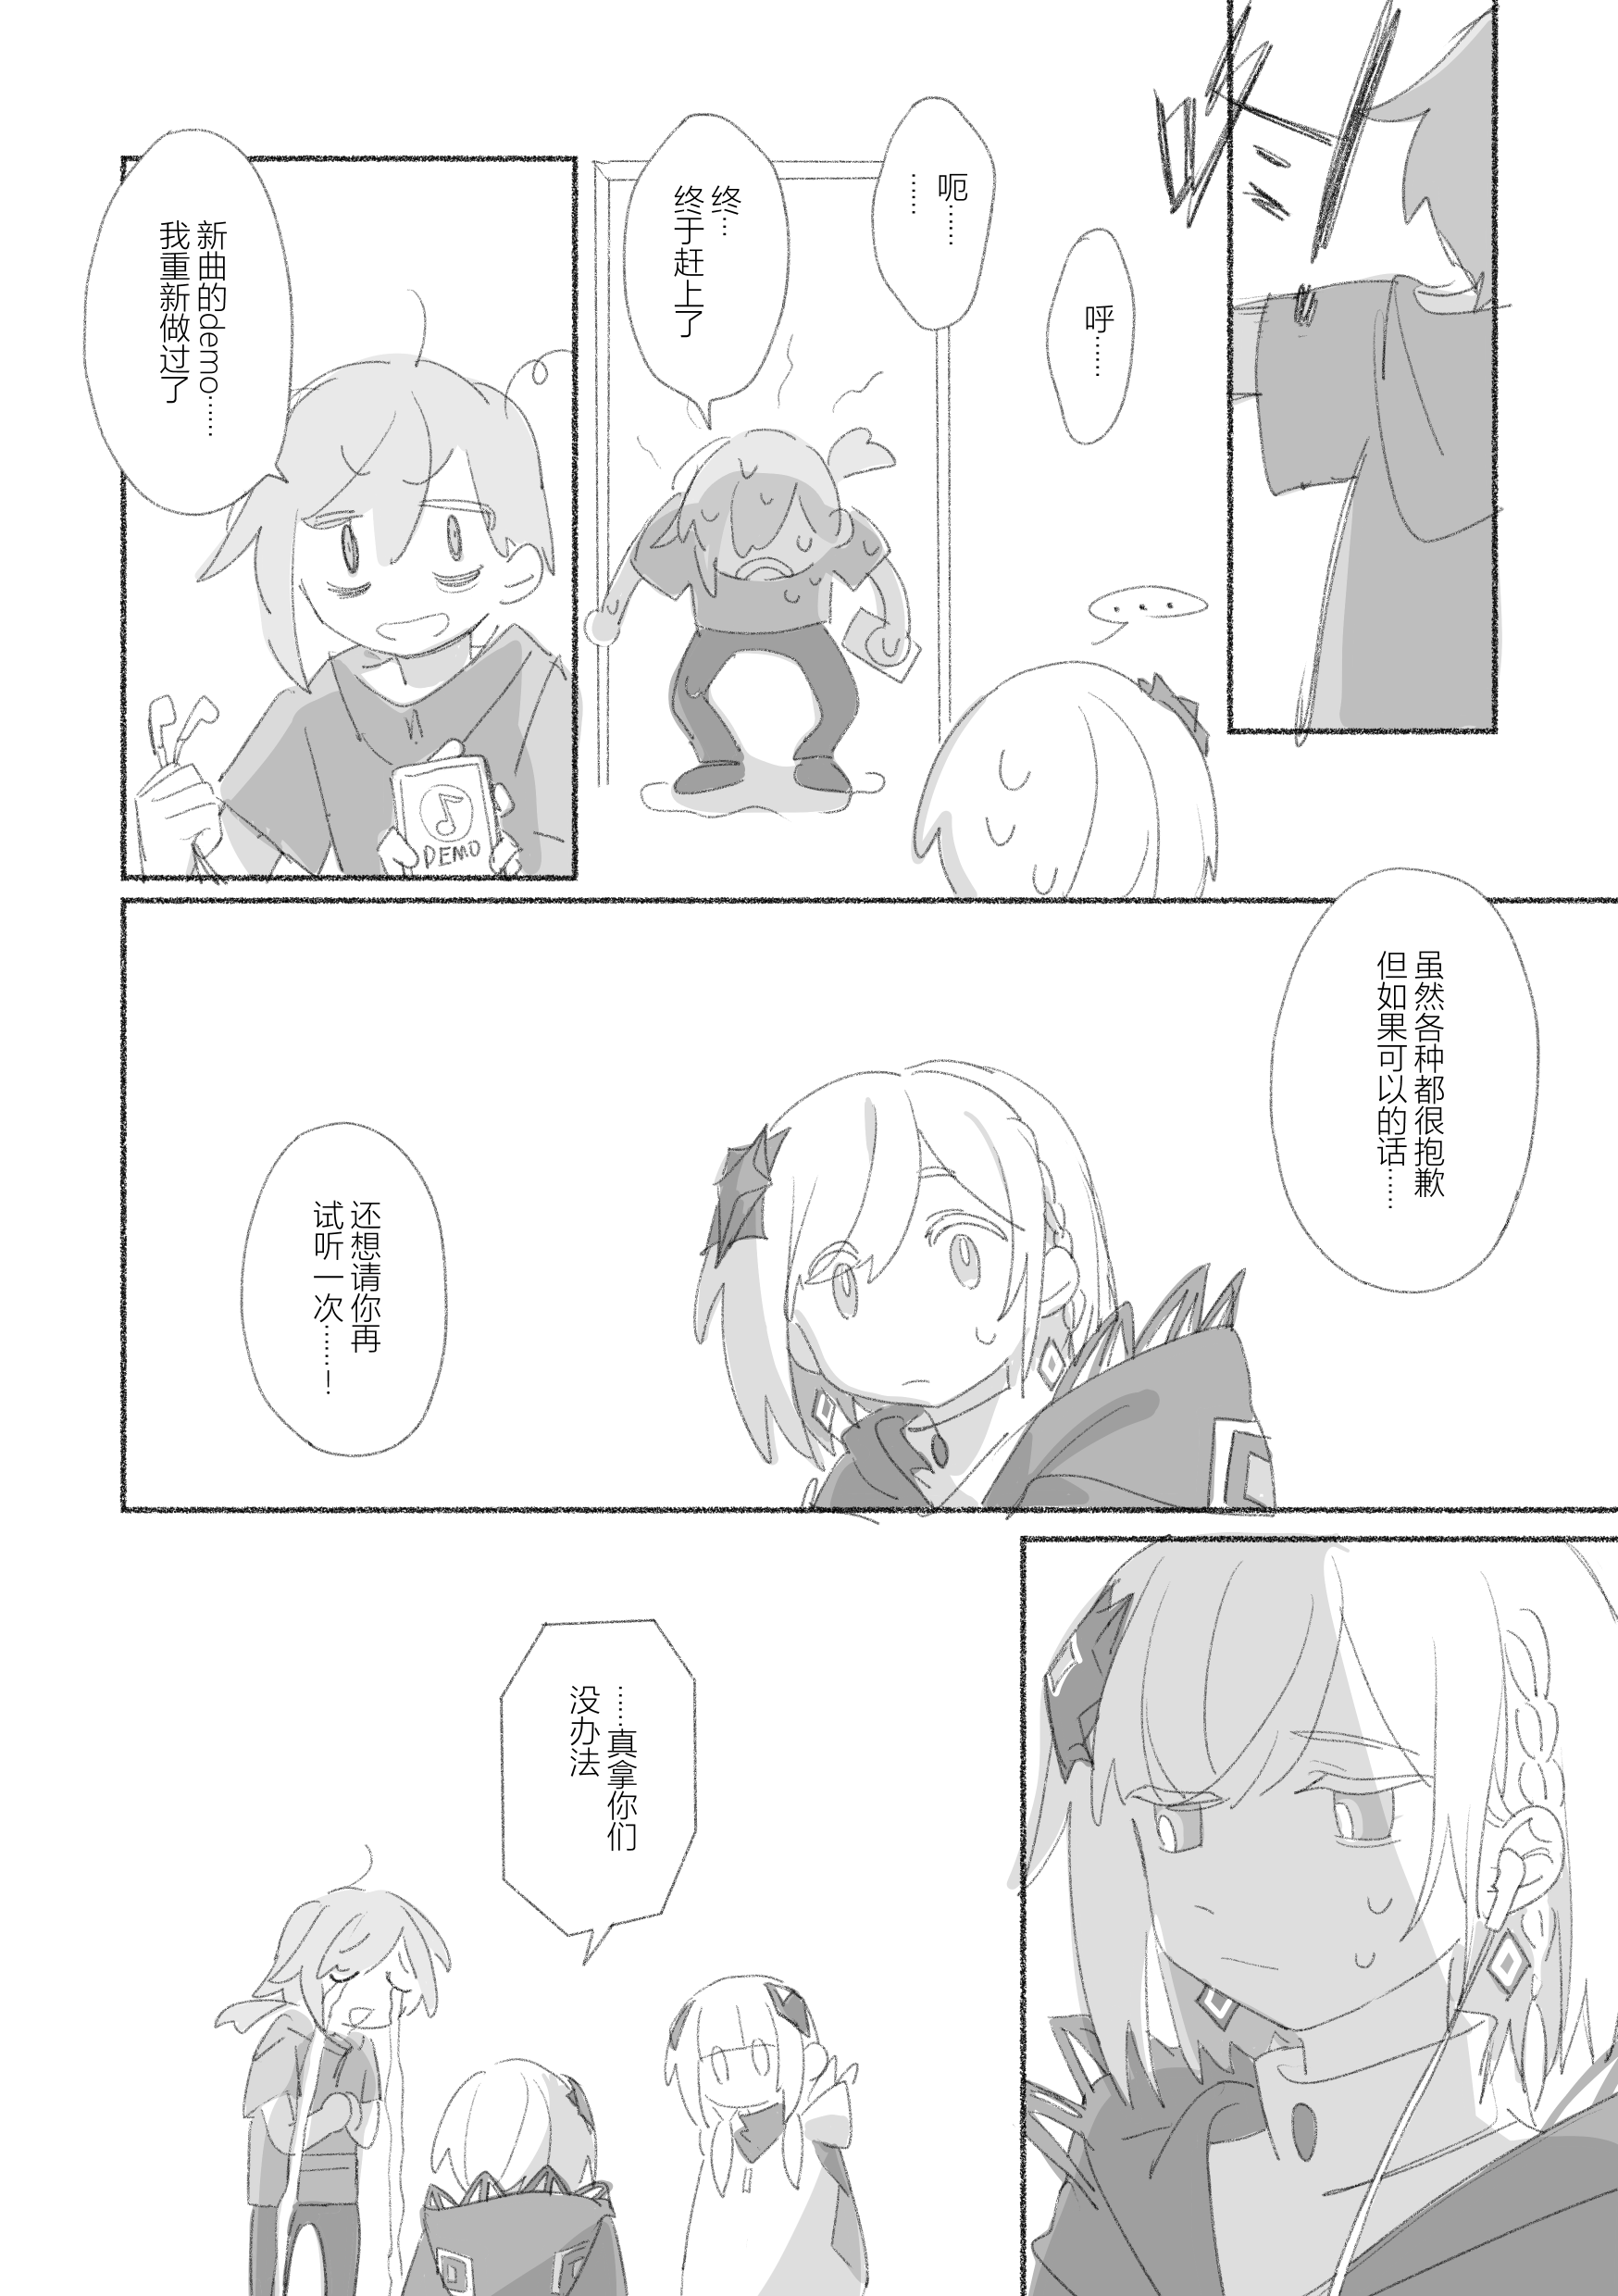 呼……
呃……
……
终…
终于赶上了
新曲的demo……
我重新做过了
DEMO
...
虽然各种都很抱歉
但如果可以的话……
还想请你再
试听一次……！
……真拿你们
没办法